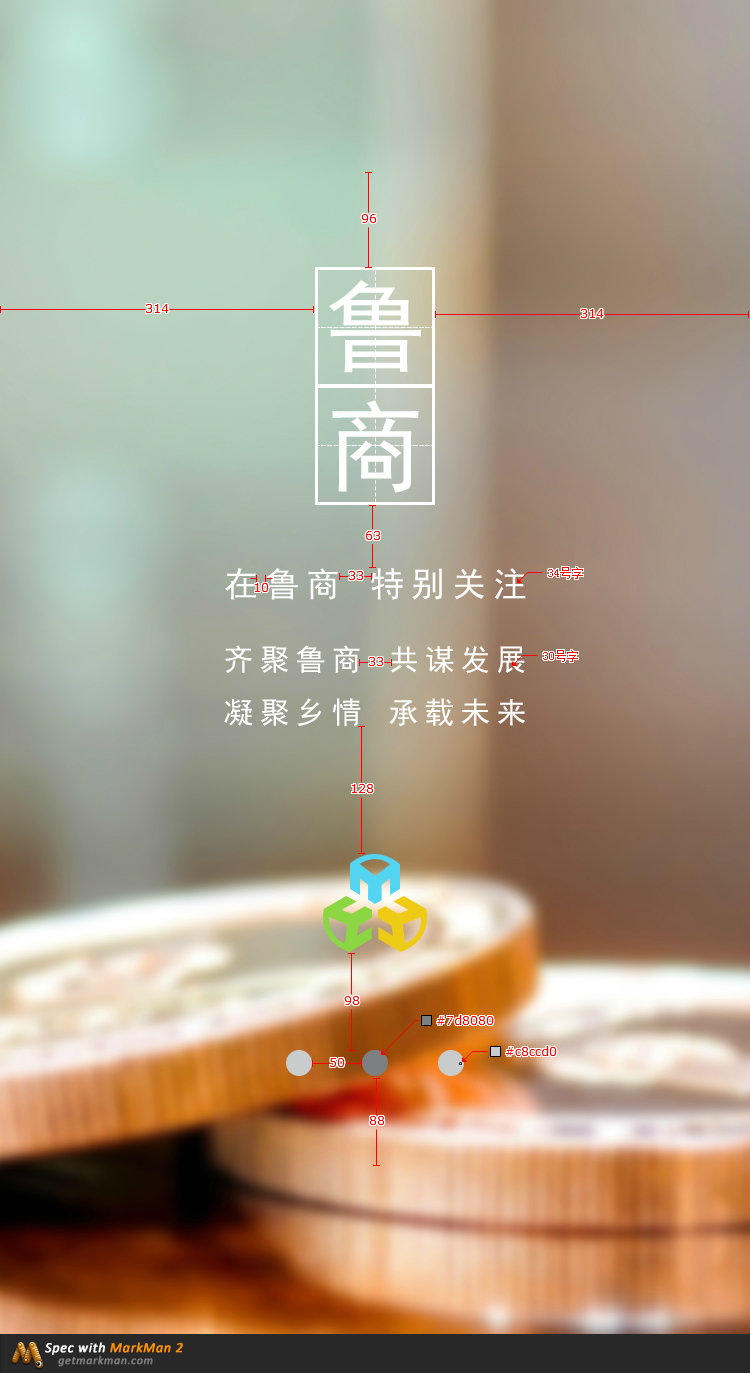 96
314
314
鲁
商
63
在鲁商 特别关注
10
33
34号字
齐聚鲁商 共谋发展
33
30号字
凝聚乡情 承载未来
128
98
#7d8080
50
#c8ccd0
88
Spec with MarkMan 2
getmarkman.com